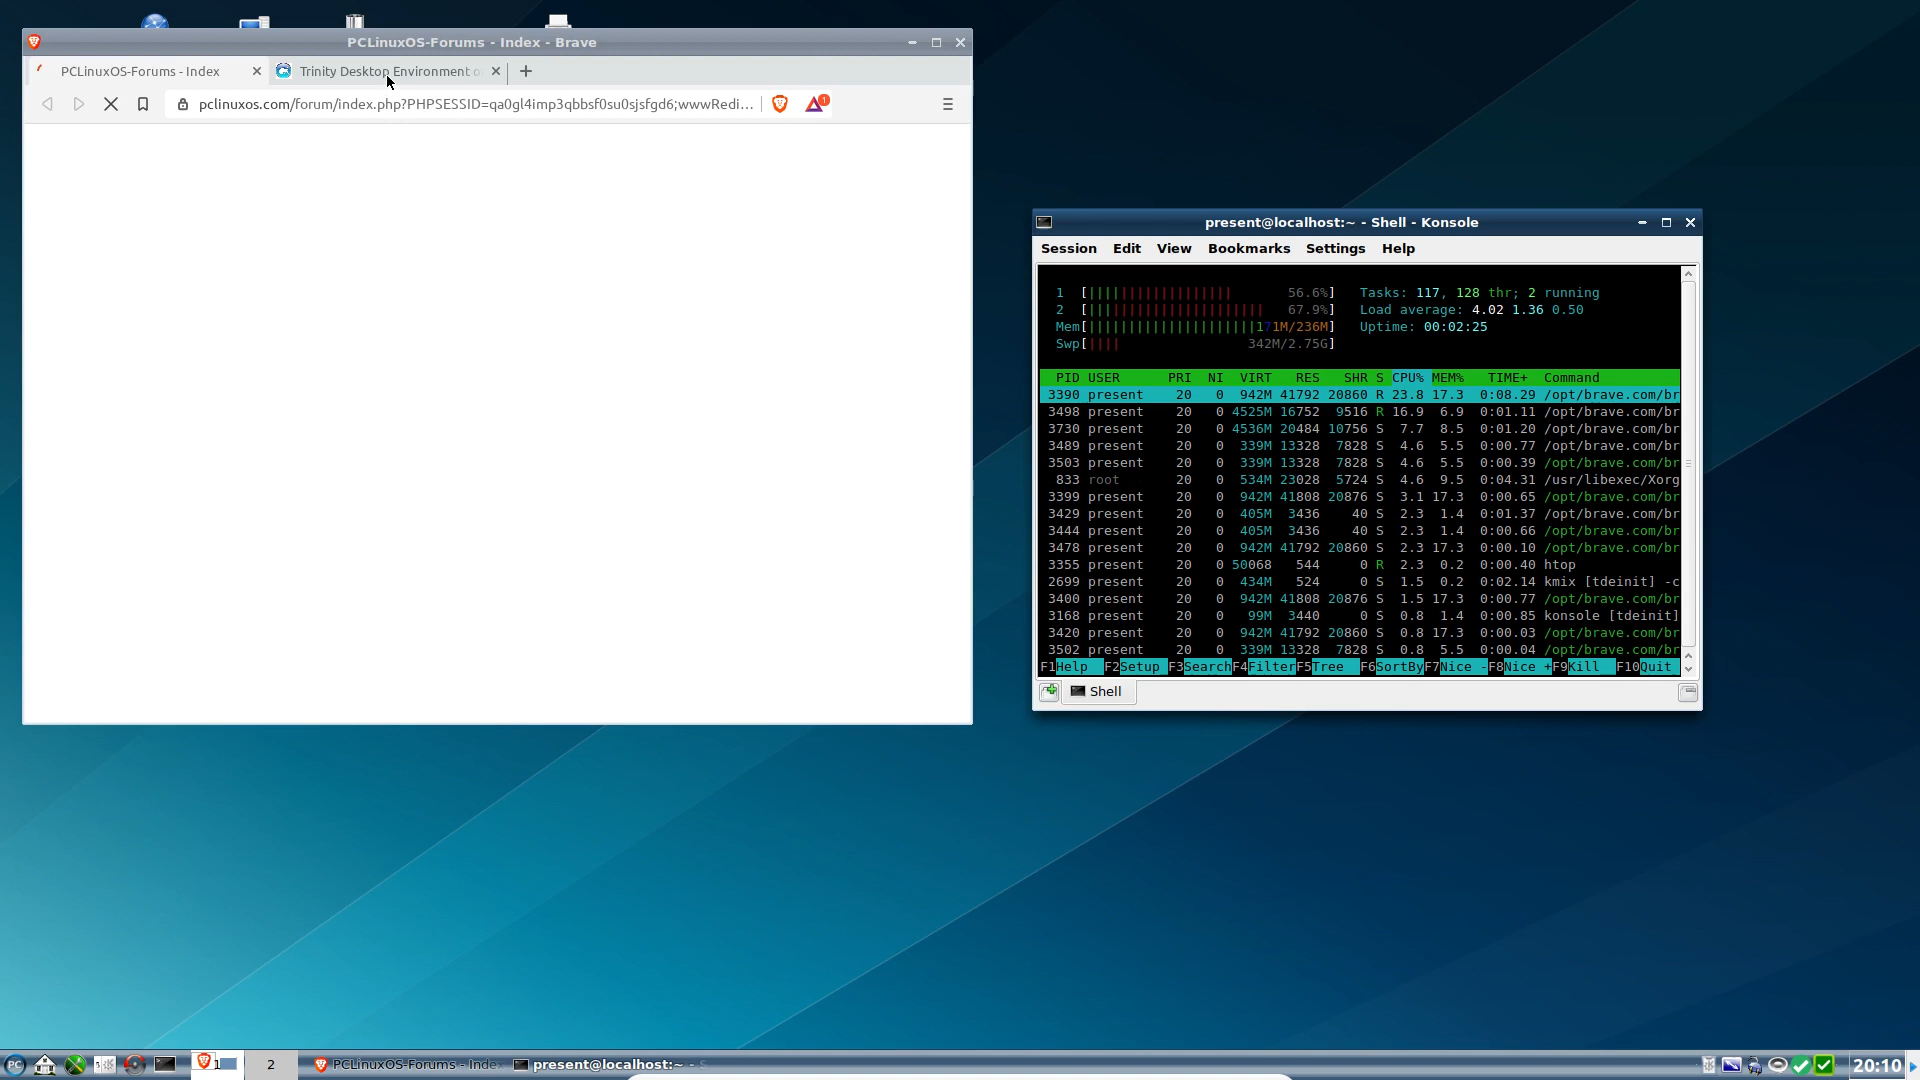 PCLinuxOS-Forums - Index - Brave
PCLinuxOS-Forums - Index
Trinity Desktop Environment o
pclinuxos.com/forum/index.php?PHPSESSID=qa0gl4imp3qbbsf0su0sjsfgd6;wwwRedi...
1
present@localhost:~ - Shell - Konsole
Session Edit View Bookmarks Settings Help
1 [|||||||||||||||||| 56.6%] Tasks: 117, 128 thr; 2 running
2 [|||||||||||||||||||||| 67.9%] Load average: 4.02 1.36 0.50
Mem[|||||||||||||||||||||171M/236M] Uptime: 00:02:25
Swp[|||| 342M/2.75G]
PID USER PRI NI VIRT RES SHR S CPU% MEM% TIME+ Command
3390 present 20 0 942M 41792 20860 R 23.8 17.3 0:08.29 /opt/brave.com/br
3498 present 20 0 4525M 16752 9516 R 16.9 6.9 0:01.11 /opt/brave.com/br
3730 present 20 0 4536M 20484 10756 S 7.7 8.5 0:01.20 /opt/brave.com/br
3489 present 20 0 339M 13328 7828 S 4.6 5.5 0:00.77 /opt/brave.com/br
3503 present 20 0 339M 13328 7828 S 4.6 5.5 0:00.39 /opt/brave.com/br
833 root 20 0 534M 23028 5724 S 4.6 9.5 0:04.31 /usr/libexec/Xorg
3399 present 20 0 942M 41808 20876 S 3.1 17.3 0:00.65 /opt/brave.com/br
3429 present 20 0 405M 3436 40 S 2.3 1.4 0:01.37 /opt/brave.com/br
3444 present 20 0 405M 3436 40 S 2.3 1.4 0:00.66 /opt/brave.com/br
3478 present 20 0 942M 41792 20860 S 2.3 17.3 0:00.10 /opt/brave.com/br
3355 present 20 0 50068 544 0 R 2.3 0.2 0:00.40 htop
2699 present 20 0 434M 524 0 S 1.5 0.2 0:02.14 kmix [tdeinit] -c
3400 present 20 0 942M 41808 20876 S 1.5 17.3 0:00.77 /opt/brave.com/br
3168 present 20 0 99M 3440 0 S 0.8 1.4 0:00.85 konsole [tdeinit]
3420 present 20 0 942M 41792 20860 S 0.8 17.3 0:00.03 /opt/brave.com/br
3502 present 20 0 339M 13328 7828 S 0.8 5.5 0:00.04 /opt/brave.com/br
F1Help F2Setup F3SearchF4FilterF5Tree F6SortByF7Nice -F8Nice +F9Kill F10Quit
Shell
PC 1 2 PCLinuxOS-Forums - Index present@localhost:~ - S 20:10